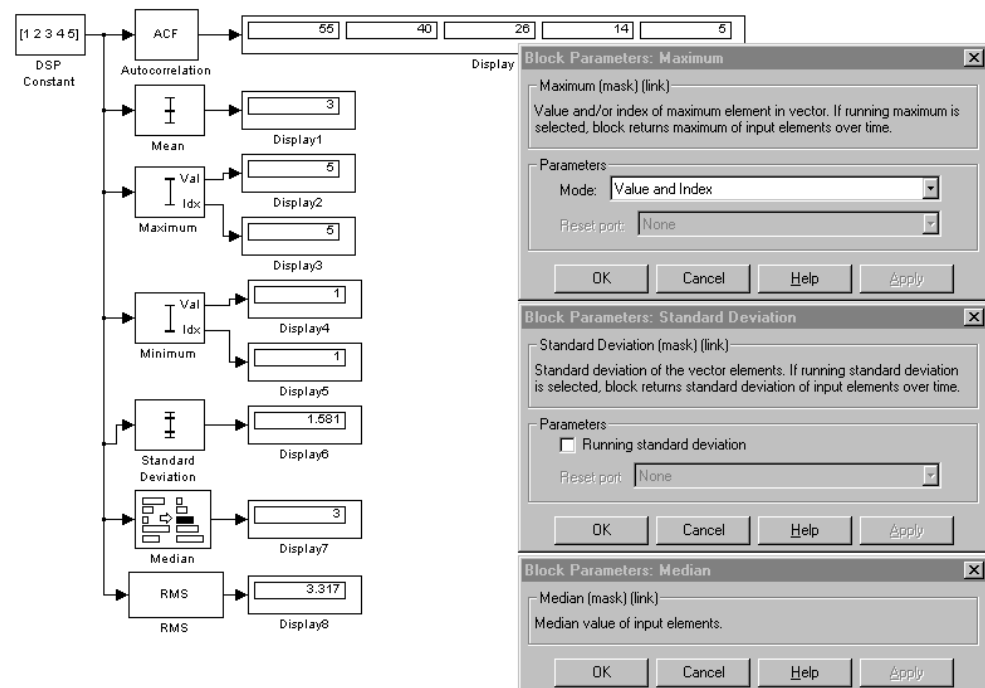 [1 2 3 4 5]
DSP
Constant
ACF
Autocorrelation
55 40 26 14 5
Display
Mean
3
Display1
Val
Idx
Maximum
5
Display2
5
Display3
Val
Idx
Minimum
1
Display4
1
Display5
Standard
Deviation
1.581
Display6
Median
3
Display7
RMS
RMS
3.317
Display8
Block Parameters: Maximum
Maximum (mask) (link)
Value and/or index of maximum element in vector. If running maximum is
selected, block returns maximum of input elements over time.
Parameters
Mode: Value and Index
Reset port: None
OK Cancel Help Apply
Block Parameters: Standard Deviation
Standard Deviation (mask) (link)
Standard deviation of the vector elements. If running standard deviation
is selected, block returns standard deviation of input elements over time.
Parameters
Running standard deviation
Reset port None
OK Cancel Help Apply
Block Parameters: Median
Median (mask) (link)
Median value of input elements.
OK Cancel Help Apply